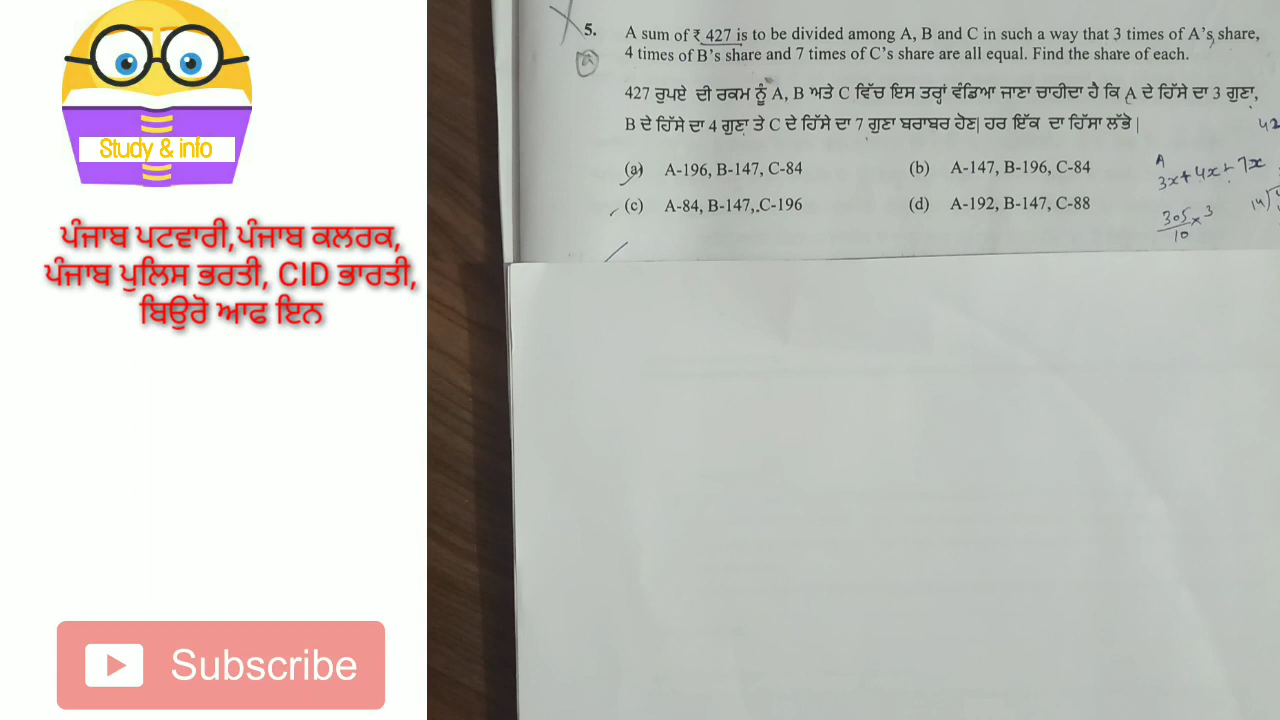 Study & info
ਪੰਜਾਬ ਪਟਵਾਰੀ,ਪੰਜਾਬ ਕਲਰਕ,
ਪੰਜਾਬ ਪੁਲਿਸ ਭਰਤੀ, CID ਭਾਰਤੀ,
ਬਿਉਰੋ ਆਫ ਇਨ
Subscribe
5. A sum of ₹ 427 is to be divided among A, B and C in such a way that 3 times of A's share,
4 times of B's share and 7 times of C's share are all equal. Find the share of each.
427 ਰੁਪਏ ਦੀ ਰਕਮ ਨੂੰ A, B ਅਤੇ C ਵਿੱਚ ਇਸ ਤਰ੍ਹਾਂ ਵੰਡਿਆ ਜਾਣਾ ਚਾਹੀਦਾ ਹੈ ਕਿ A ਦੇ ਹਿੱਸੇ ਦਾ 3 ਗੁਣਾ,
B ਦੇ ਹਿੱਸੇ ਦਾ 4 ਗੁਣਾ ਤੇ C ਦੇ ਹਿੱਸੇ ਦਾ 7 ਗੁਣਾ ਬਰਾਬਰ ਹੋਣ| ਹਰ ਇੱਕ ਦਾ ਹਿੱਸਾ ਲੱਭੋ |
(a) A-196, B-147, C-84 (b) A-147, B-196, C-84
(c) A-84, B-147, C-196 (d) A-192, B-147, C-88
42
A
3x+4x+7x
305/10 × 3
14